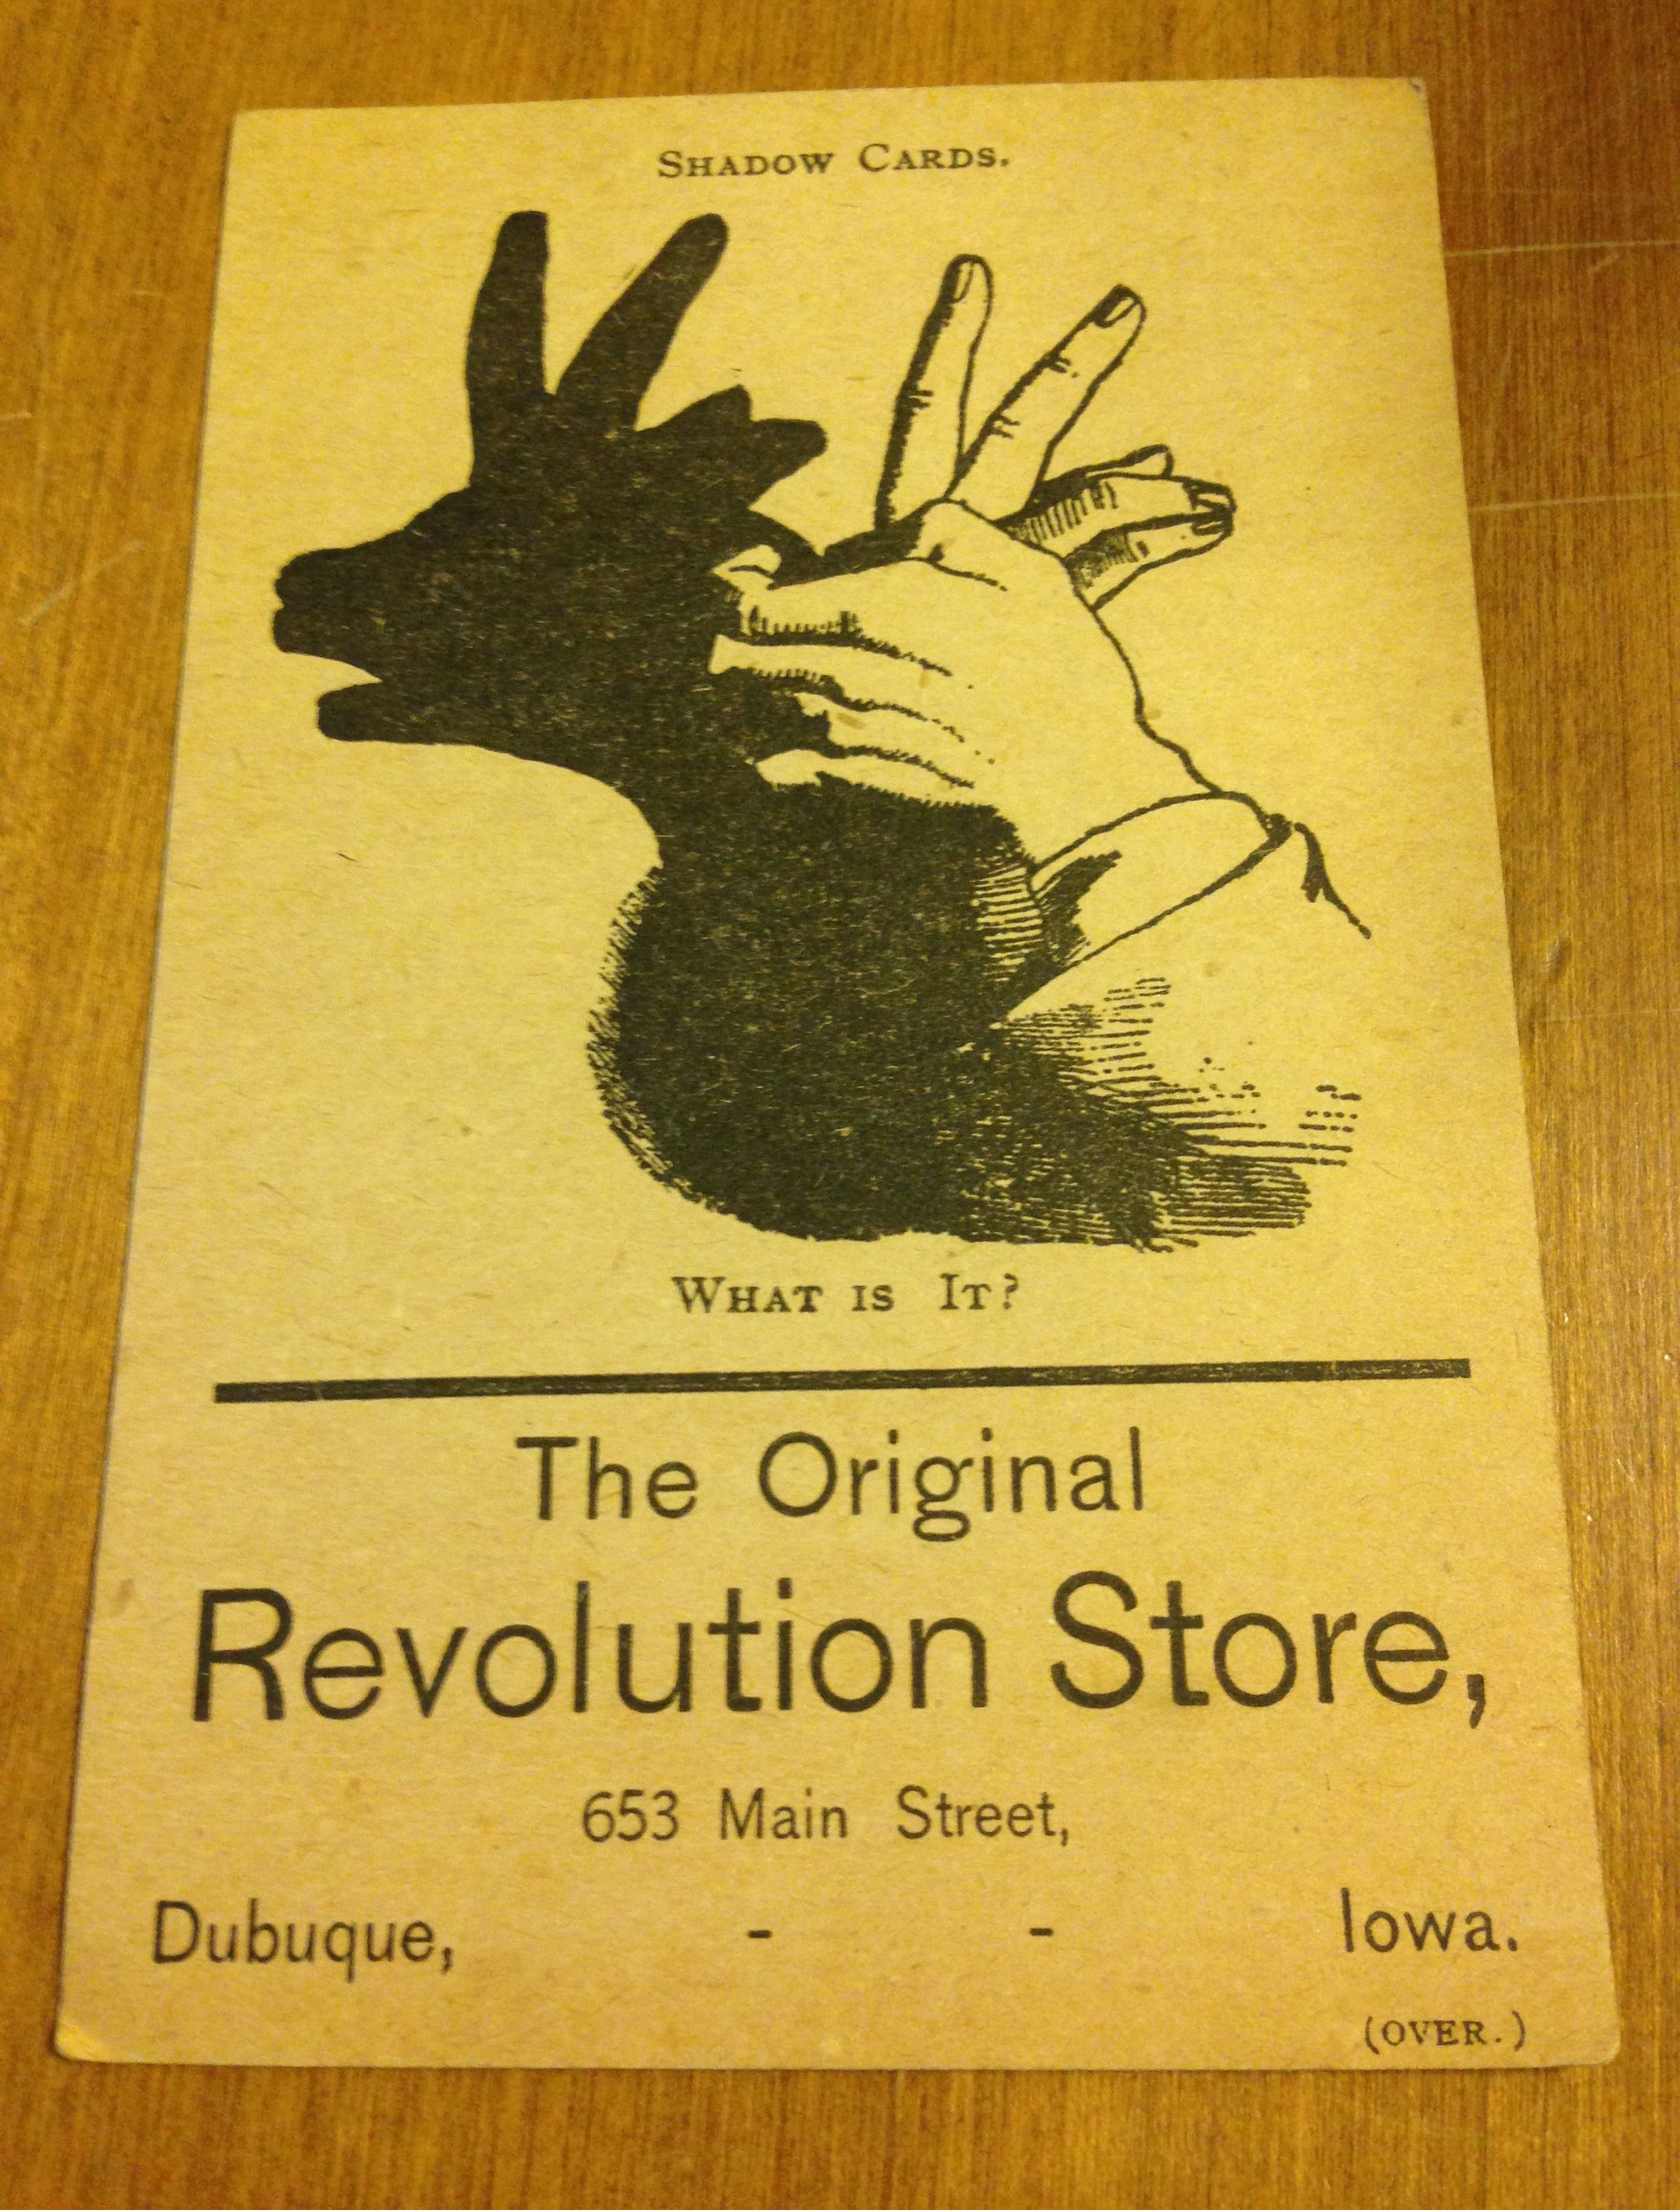 Shadow Cards.
What is It?
The Original
Revolution Store,
653 Main Street,
Dubuque, - - Iowa.
(OVER.)